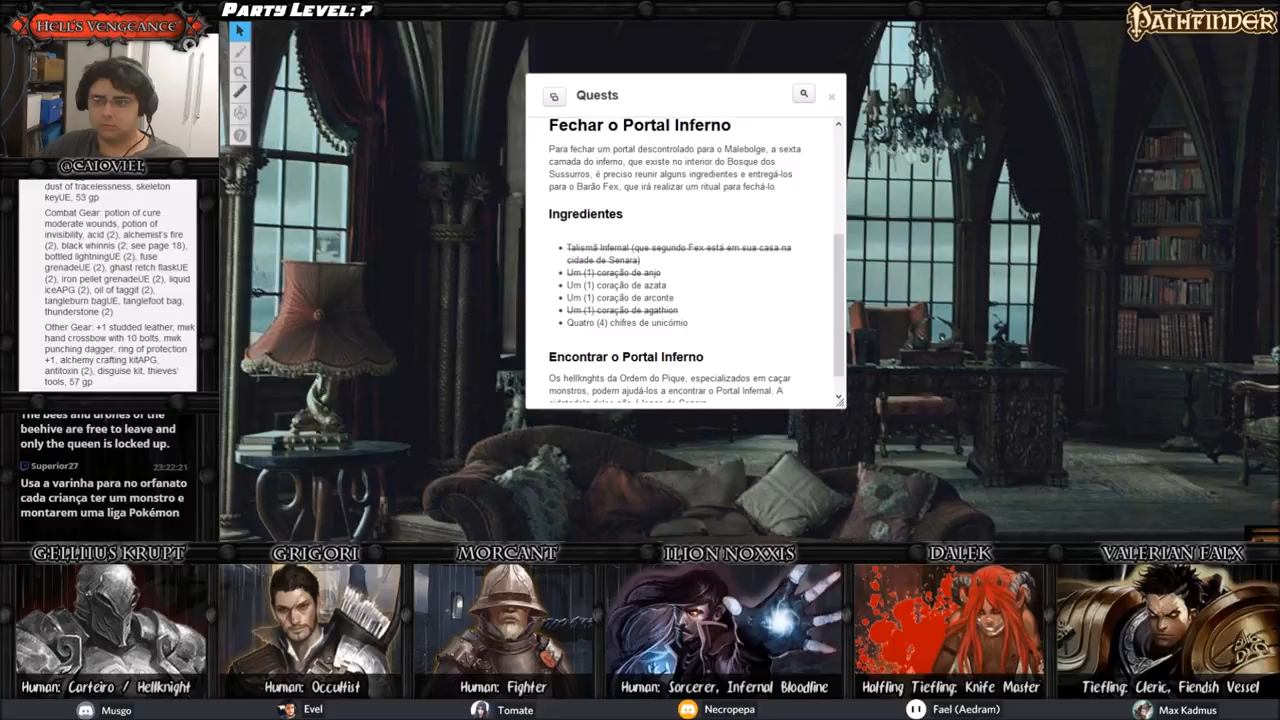 HELL'S VENGEANCE
PARTY LEVEL: 7
PATHFINDER
@CAIOVIEL
dust of tracelessness, skeleton
keyUE, 53 gp
Combat Gear: potion of cure
moderate wounds, potion of
invisibility, acid (2), alchemist's fire
(2), black whinnis (2; see page 18),
bottled lightningUE (2), fuse
grenadeUE (2), ghast retch flaskUE
(2), iron pellet grenadeUE (2), liquid
iceAPG (2), oil of taggit (2),
tangleburn bagUE, tanglefoot bag,
thunderstone (2)
Other Gear: +1 studded leather, mwk
hand crossbow with 10 bolts, mwk
punching dagger, ring of protection
+1, alchemy crafting kitAPG,
antitoxin (2), disguise kit, thieves'
tools, 57 gp
The bees and drones of the
beehive are free to leave and
only the queen is locked up.
Superior27 23:22:21
Usa a varinha para no orfanato
cada criança ter um monstro e
montarem uma liga Pokémon
Quests
Fechar o Portal Inferno
Para fechar um portal descontrolado para o Malebolge, a sexta
camada do inferno, que existe no interior do Bosque dos
Sussurros, é preciso reunir alguns ingredientes e entregá-los
para o Barão Fex, que irá realizar um ritual para fechá-lo
Ingredientes
Talismã Infernal (que segundo Fex está em sua casa na
cidade de Senara)
Um (1) coração de anjo
Um (1) coração de azata
Um (1) coração de arconte
Um (1) coração de agathion
Quatro (4) chifres de unicórnio
Encontrar o Portal Inferno
Os hellknghts da Ordem do Pique, especializados em caçar
monstros, podem ajudá-los a encontrar o Portal Infernal. A
GELLIUS KRUPT
GRIGORI
MORCANT
ILION NOXXIS
DALEK
VALERIAN FALX
Human: Carteiro / Hellknight
Human: Occultist
Human: Fighter
Human: Sorcerer, Infernal Bloodline
Halfling Tiefling: Knife Master
Tiefling: Cleric, Fiendsh Vessel
Musgo
Evel
Tomate
Necropepa
Fael (Aedram)
Max Kadmus